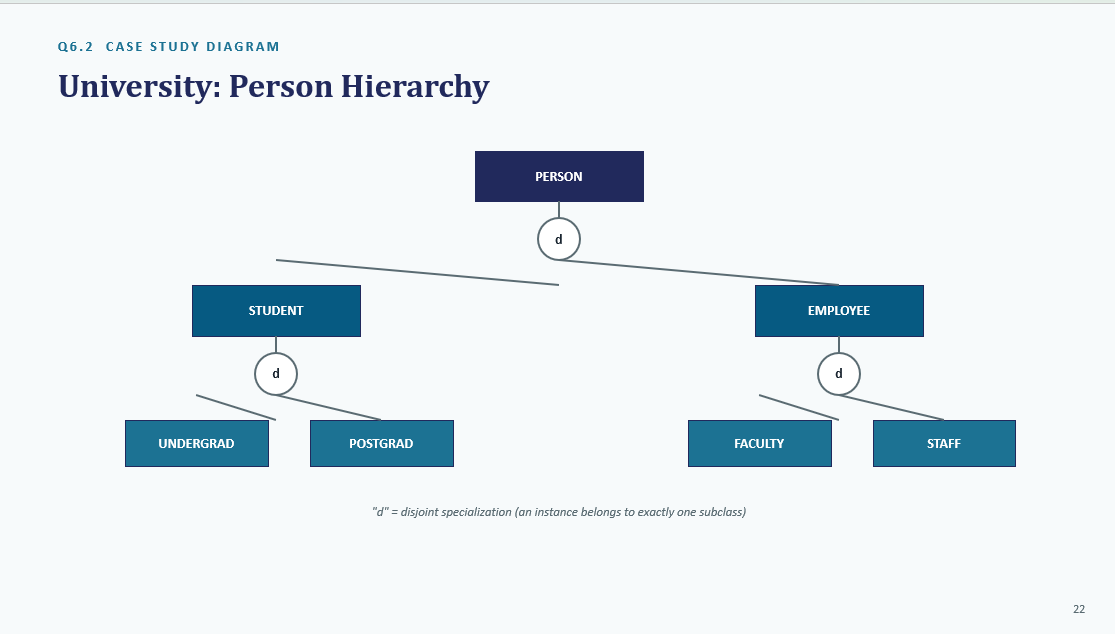 Q6.2 CASE STUDY DIAGRAM
University: Person Hierarchy
PERSON
d
STUDENT
EMPLOYEE
d
d
UNDERGRAD
POSTGRAD
FACULTY
STAFF
"d" = disjoint specialization (an instance belongs to exactly one subclass)
22